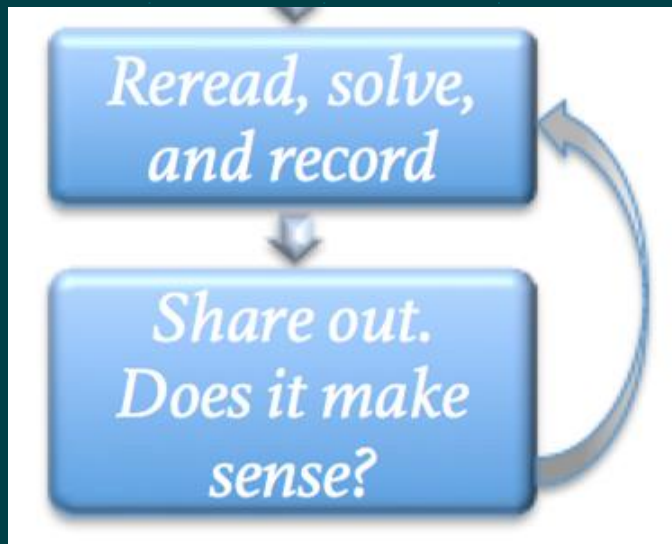 Reread, solve,
and record
Share out.
Does it make
sense?